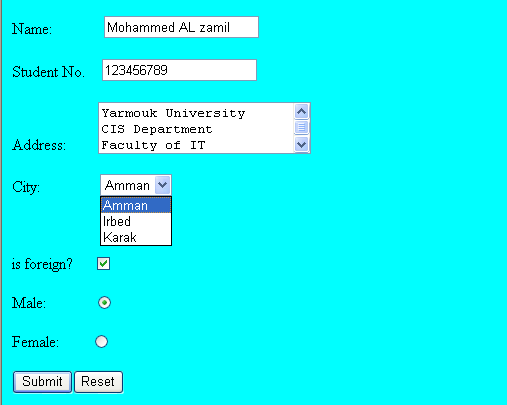 Name: Mohammed AL zamil
Student No. 123456789
Yarmouk University
CIS Department
Address: Faculty of IT
City: Amman
Amman
Irbed
Karak
is foreign?
Male:
Female:
Submit Reset